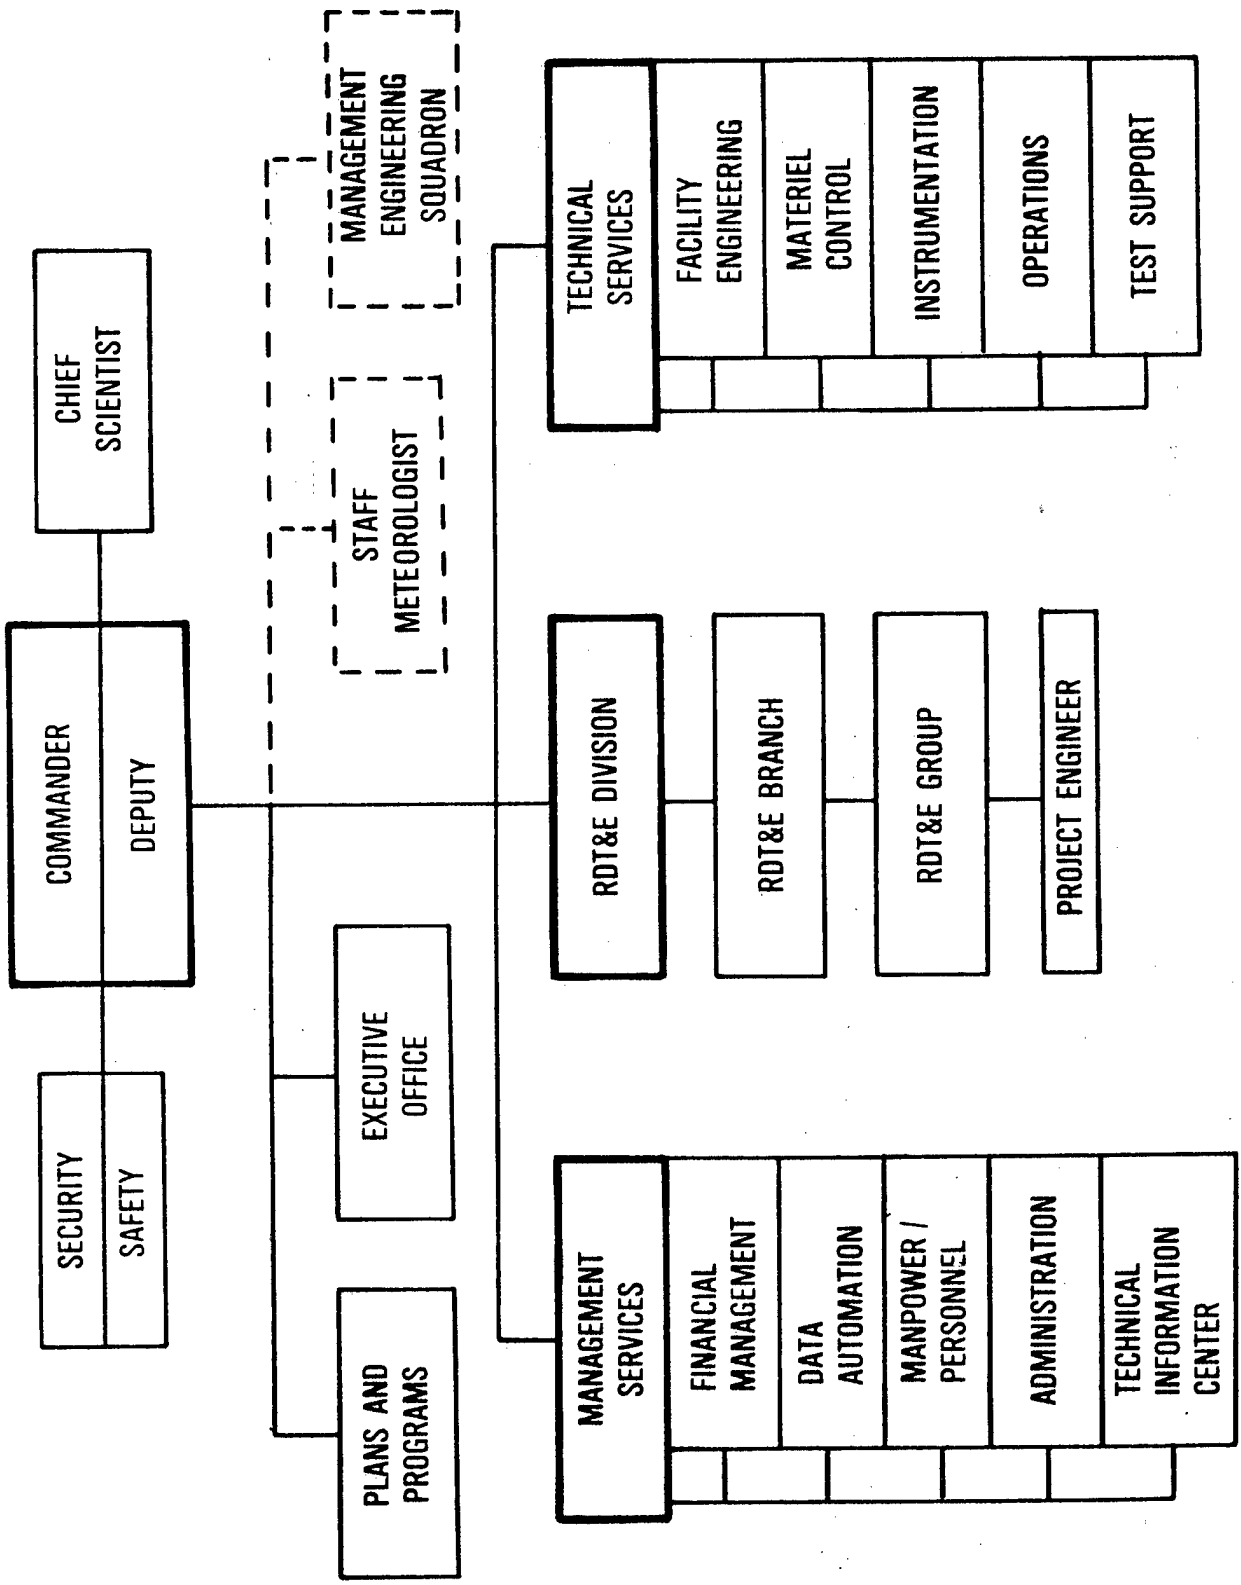 SECURITY
SAFETY
COMMANDER
DEPUTY
CHIEF
SCIENTIST
PLANS AND
PROGRAMS
EXECUTIVE
OFFICE
STAFF
METEOROLOGIST
MANAGEMENT
ENGINEERING
SQUADRON
MANAGEMENT
SERVICES
FINANCIAL
MANAGEMENT
DATA
AUTOMATION
MANPOWER /
PERSONNEL
ADMINISTRATION
TECHNICAL
INFORMATION
CENTER
RDT&E DIVISION
RDT&E BRANCH
RDT&E GROUP
PROJECT ENGINEER
TECHNICAL
SERVICES
FACILITY
ENGINEERING
MATERIEL
CONTROL
INSTRUMENTATION
OPERATIONS
TEST SUPPORT